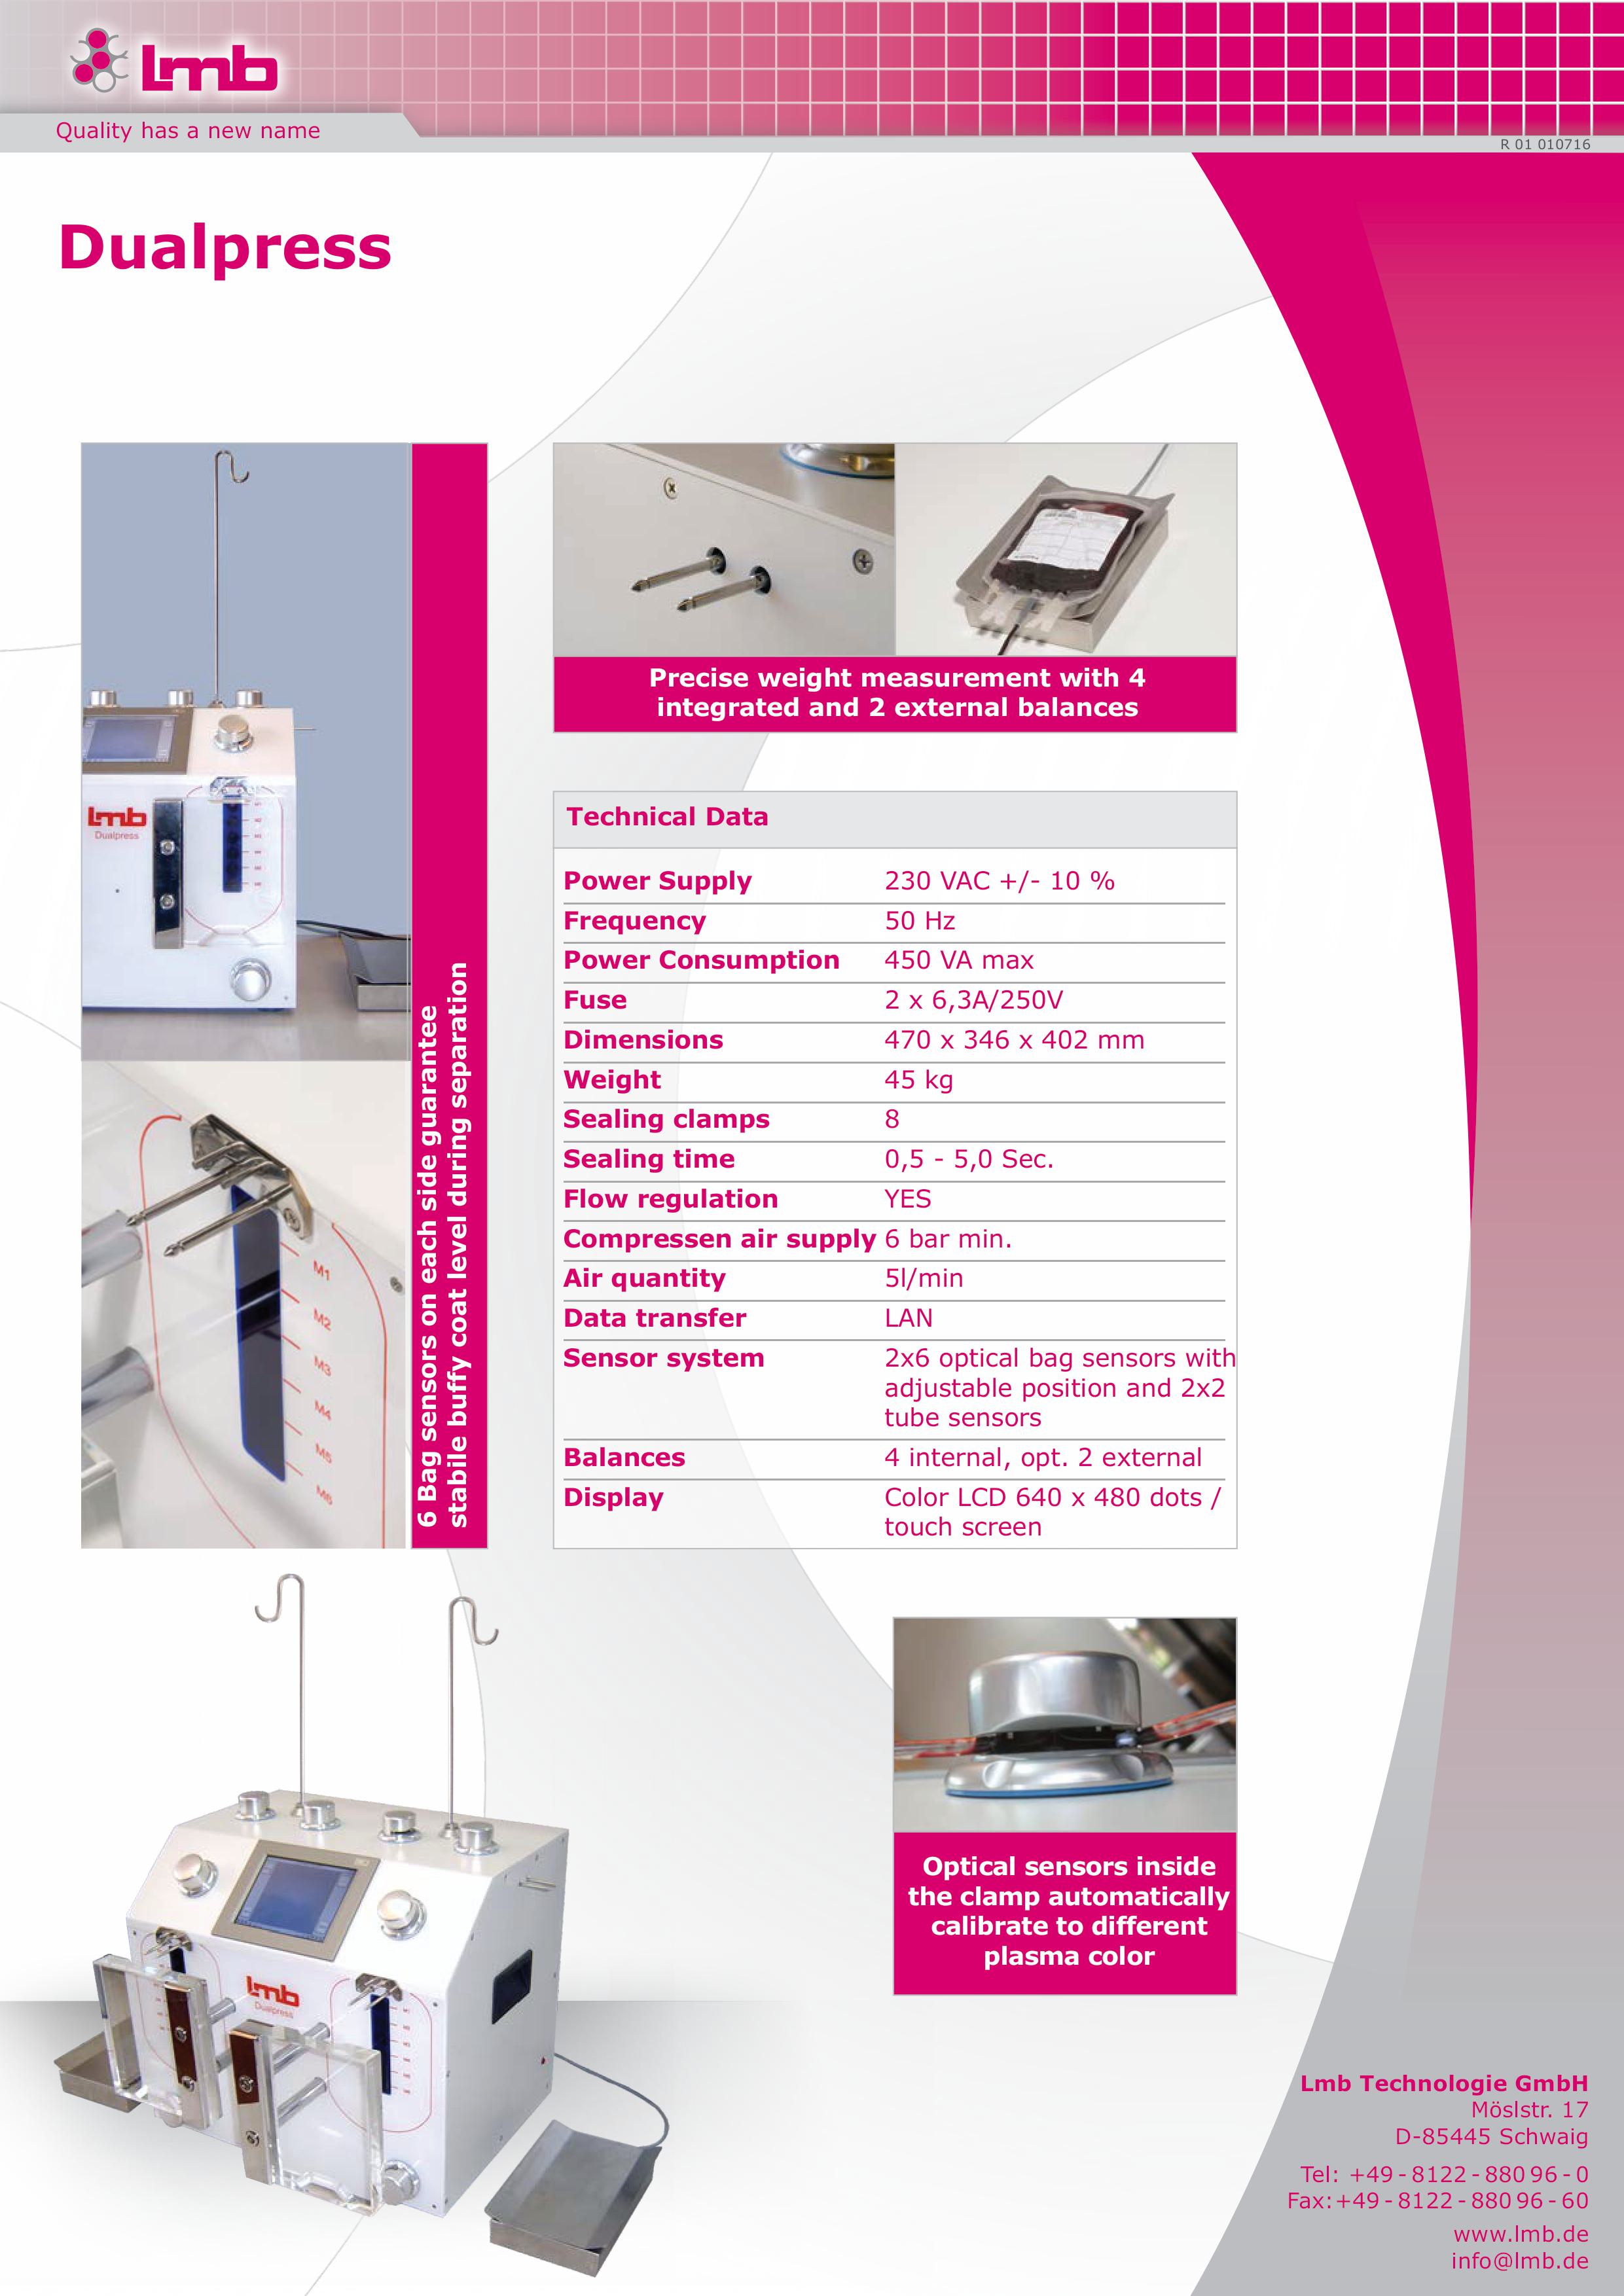 lmb
Quality has a new name
R 01 010716
Dualpress
lmb
Dualpress
M1
M2
M3
M4
M5
M6
6 Bag sensors on each side guarantee
stabile buffy coat level during separation
Precise weight measurement with 4
integrated and 2 external balances
Technical Data
Power Supply 230 VAC +/- 10 %
Frequency 50 Hz
Power Consumption 450 VA max
Fuse 2 x 6,3A/250V
Dimensions 470 x 346 x 402 mm
Weight 45 kg
Sealing clamps 8
Sealing time 0,5 - 5,0 Sec.
Flow regulation YES
Compressen air supply 6 bar min.
Air quantity 5l/min
Data transfer LAN
Sensor system 2x6 optical bag sensors with
adjustable position and 2x2
tube sensors
Balances 4 internal, opt. 2 external
Display Color LCD 640 x 480 dots /
touch screen
lmb
Dualpress
Optical sensors inside
the clamp automatically
calibrate to different
plasma color
Lmb Technologie GmbH
Möslstr. 17
D-85445 Schwaig
Tel: +49 - 8122 - 880 96 - 0
Fax: +49 - 8122 - 880 96 - 60
www.lmb.de
info@lmb.de